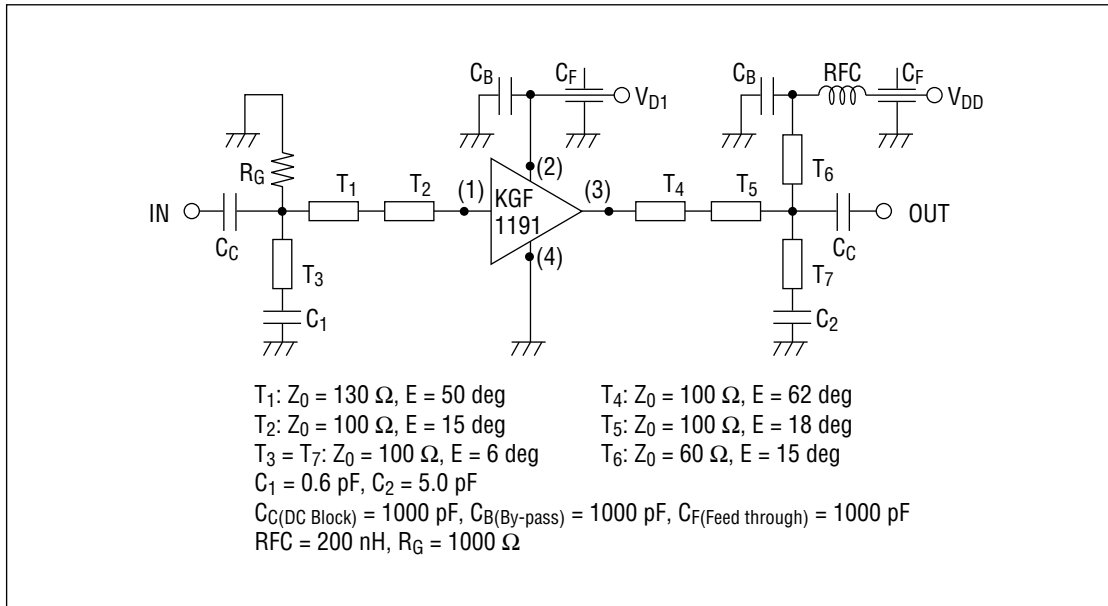 C_B C_F V_D1
C_B RFC C_F V_DD
R_G T_1 T_2 (1) (2) KGF (3) T_4 T_5 T_6
IN 1191 OUT
C_C T_3 (4) T_7 C_C
C_1 C_2
T_1: Z_0 = 130 Ω, E = 50 deg T_4: Z_0 = 100 Ω, E = 62 deg
T_2: Z_0 = 100 Ω, E = 15 deg T_5: Z_0 = 100 Ω, E = 18 deg
T_3 = T_7: Z_0 = 100 Ω, E = 6 deg T_6: Z_0 = 60 Ω, E = 15 deg
C_1 = 0.6 pF, C_2 = 5.0 pF
C_C(DC Block) = 1000 pF, C_B(By-pass) = 1000 pF, C_F(Feed through) = 1000 pF
RFC = 200 nH, R_G = 1000 Ω